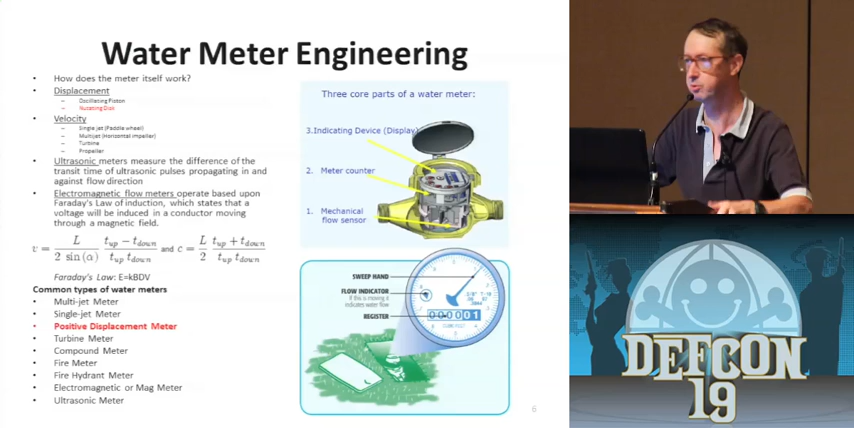 Water Meter Engineering
• How does the meter itself work?
• Displacement
– Oscillating Piston
– Nutating Disk
• Velocity
– Single jet (Paddle wheel)
– Multijet (Horizontal impeller)
– Turbine
– Propeller
• Ultrasonic meters measure the difference of the
transit time of ultrasonic pulses propagating in and
against flow direction
• Electromagnetic flow meters operate based upon
Faraday's Law of induction, which states that a
voltage will be induced in a conductor moving
through a magnetic field.
v = L / (2 sin(α)) (t_up − t_down) / (t_up t_down) and c = L / 2 (t_up + t_down) / (t_up t_down)
Faraday's Law: E=kBDV
Common types of water meters
• Multi-jet Meter
• Single-jet Meter
• Positive Displacement Meter
• Turbine Meter
• Compound Meter
• Fire Meter
• Fire Hydrant Meter
• Electromagnetic or Mag Meter
• Ultrasonic Meter
Three core parts of a water meter:
3.Indicating Device (Display)
2. Meter counter
1. Mechanical
flow sensor
SWEEP HAND
FLOW INDICATOR
If this is moving it
indicates water flow
REGISTER
000001
6
DEFCON
19